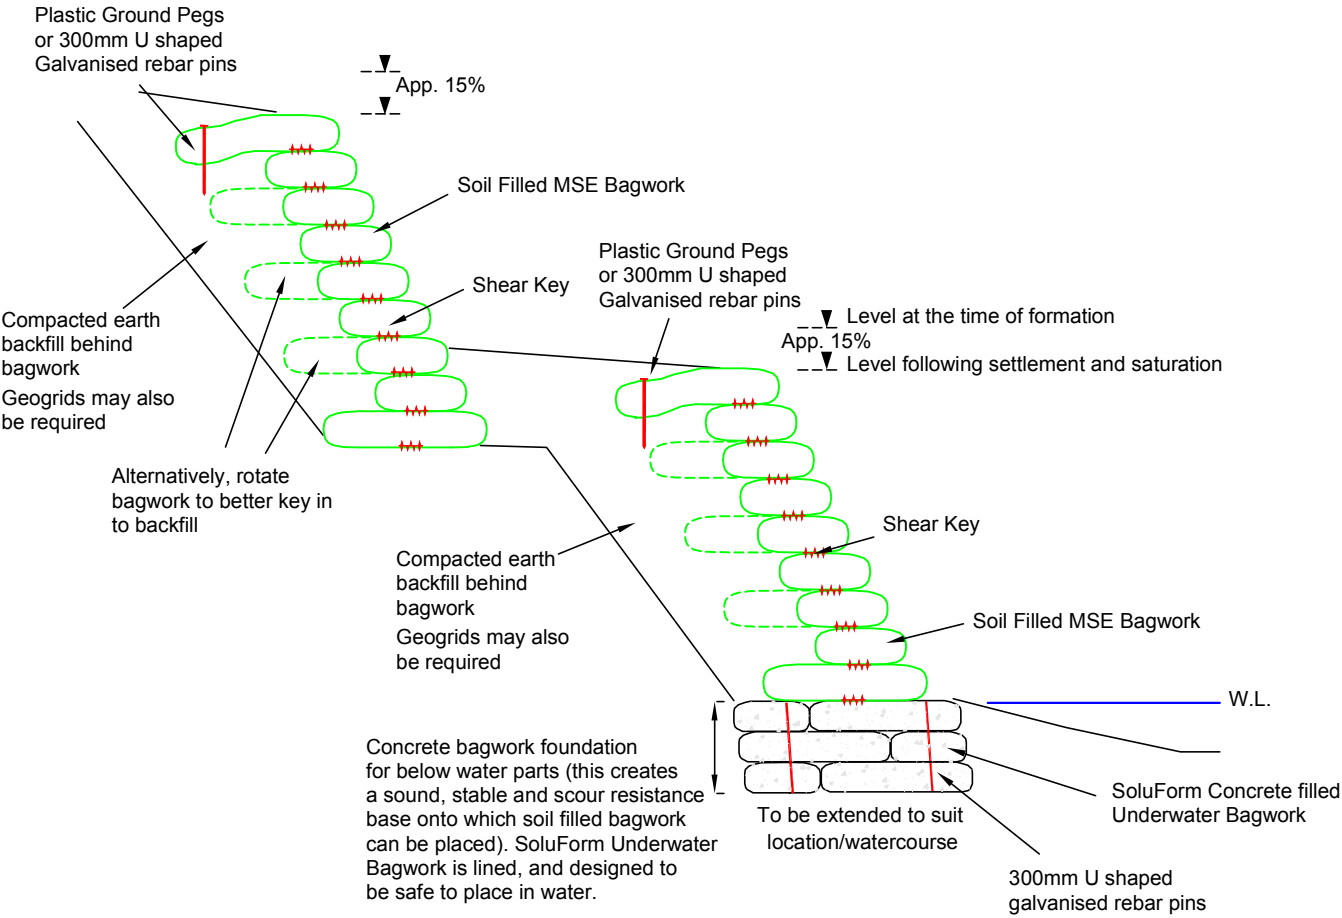 Plastic Ground Pegs
or 300mm U shaped
Galvanised rebar pins
App. 15%
Soil Filled MSE Bagwork
Shear Key
Compacted earth
backfill behind
bagwork
Geogrids may also
be required
Alternatively, rotate
bagwork to better key in
to backfill
Plastic Ground Pegs
or 300mm U shaped
Galvanised rebar pins
Level at the time of formation
App. 15%
Level following settlement and saturation
Shear Key
Compacted earth
backfill behind
bagwork
Geogrids may also
be required
Soil Filled MSE Bagwork
W.L.
Concrete bagwork foundation
for below water parts (this creates
a sound, stable and scour resistance
base onto which soil filled bagwork
can be placed). SoluForm Underwater
Bagwork is lined, and designed to
be safe to place in water.
To be extended to suit
location/watercourse
SoluForm Concrete filled
Underwater Bagwork
300mm U shaped
galvanised rebar pins